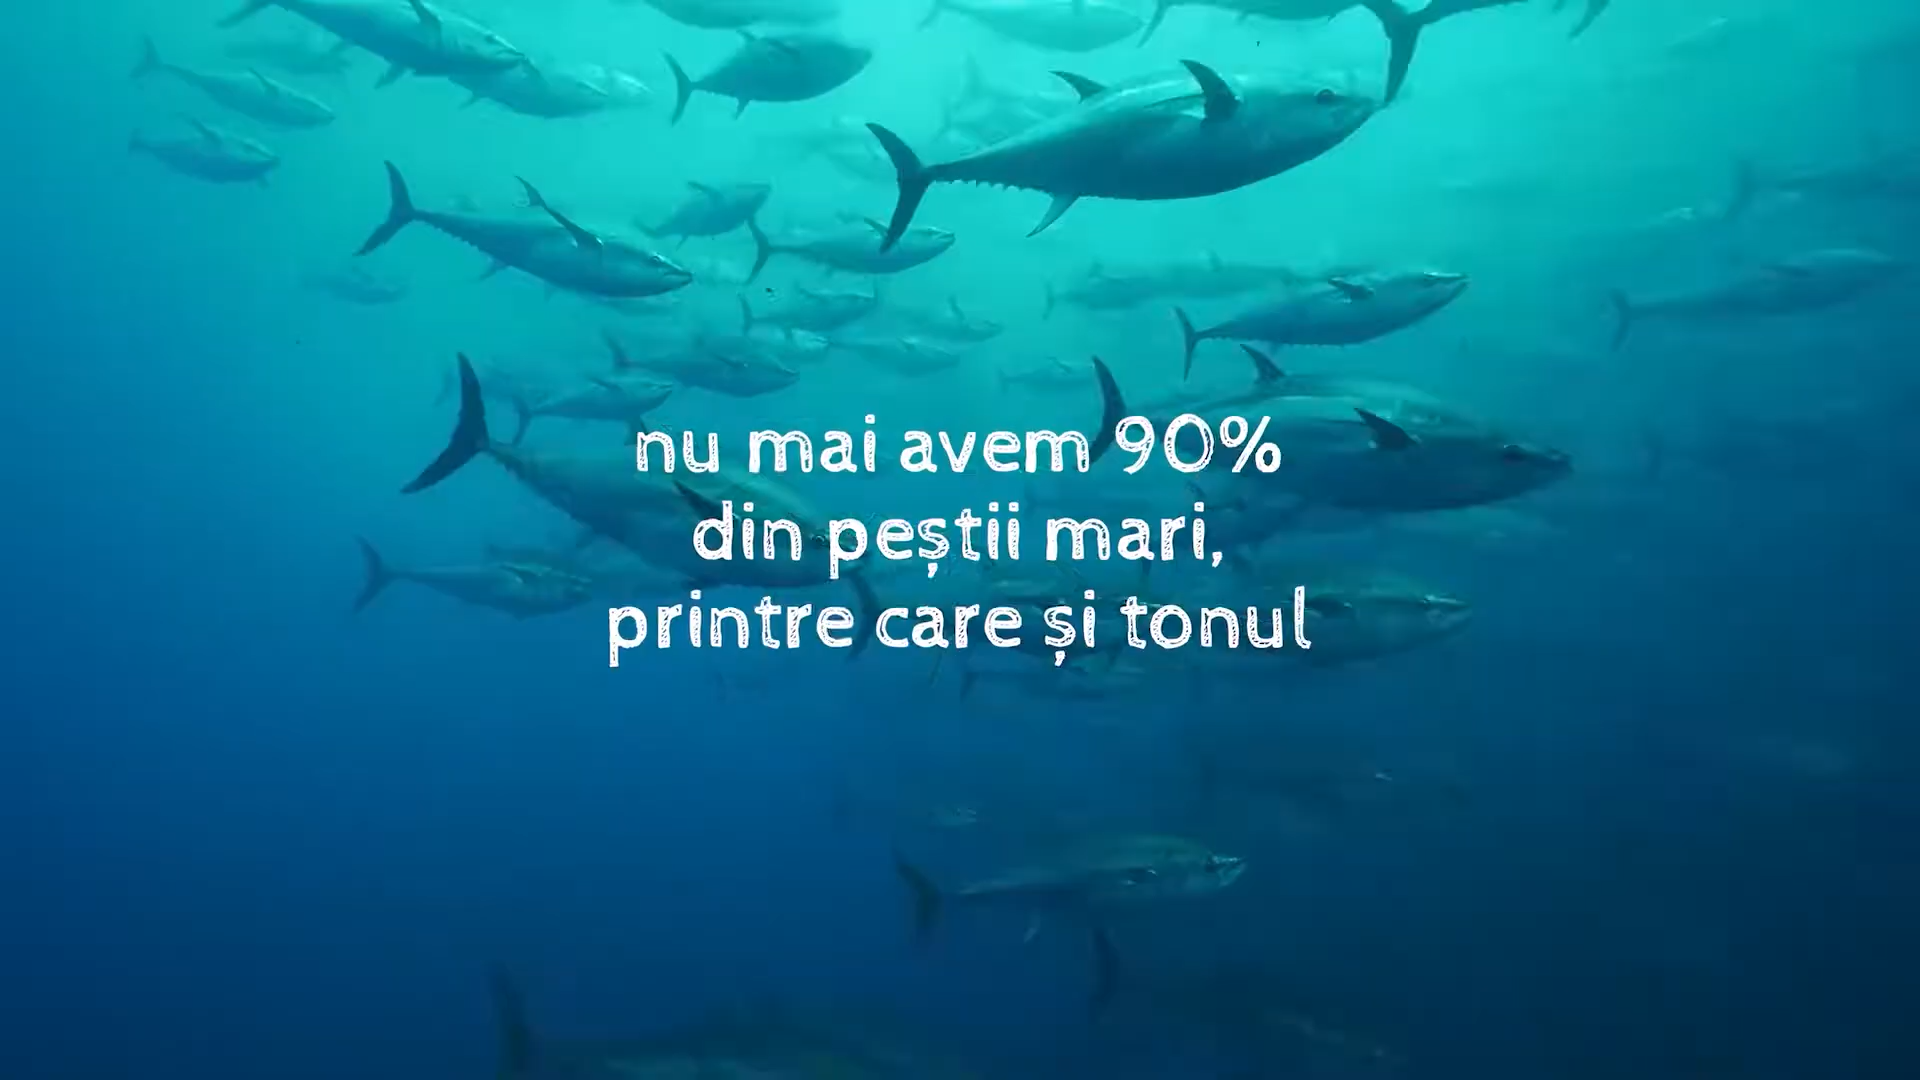 nu mai avem 90%
din peștii mari,
printre care și tonul